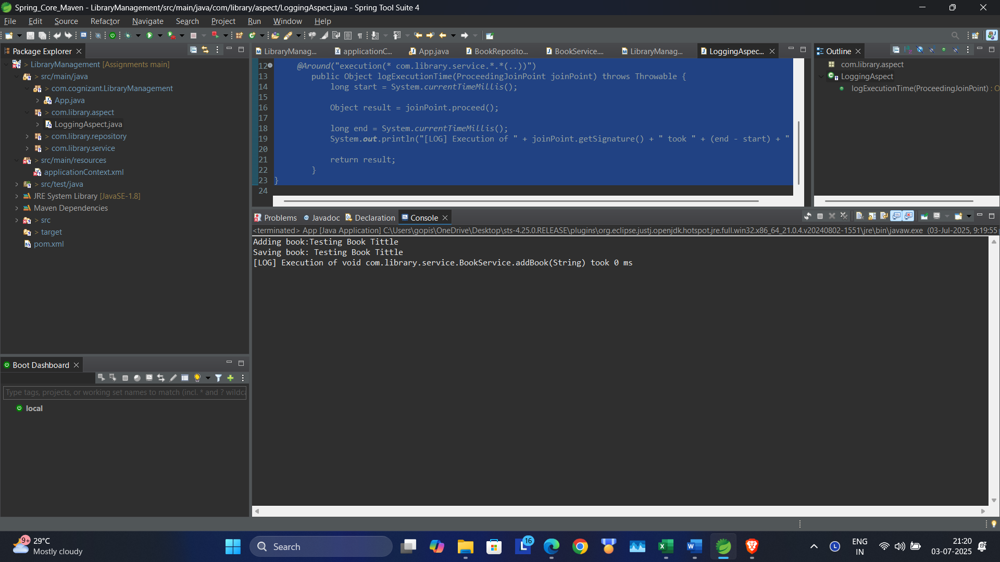 Spring_Core_Maven - LibraryManagement/src/main/java/com/library/aspect/LoggingAspect.java - Spring Tool Suite 4
File Edit Source Refactor Navigate Search Project Run Window Help
Package Explorer
> LibraryManagement [Assignments main]
> src/main/java
> com.cognizant.LibraryManagement
App.java
> com.library.aspect
LoggingAspect.java
> com.library.repository
> com.library.service
> src/main/resources
applicationContext.xml
> src/test/java
JRE System Library [JavaSE-1.8]
Maven Dependencies
> src
> target
pom.xml
LibraryManag... applicationC... App.java BookReposito... BookService.... LibraryManag... LoggingAspec...
12 @Around("execution(* com.library.service.*.*(..))")
13 public Object logExecutionTime(ProceedingJoinPoint joinPoint) throws Throwable {
14 long start = System.currentTimeMillis();
15
16 Object result = joinPoint.proceed();
17
18 long end = System.currentTimeMillis();
19 System.out.println("[LOG] Execution of " + joinPoint.getSignature() + " took " + (end - start) + "
20
21 return result;
22 }
23 }
24
Outline
com.library.aspect
LoggingAspect
logExecutionTime(ProceedingJoinPoint) : O
Problems Javadoc Declaration Console
<terminated> App [Java Application] C:\Users\gopis\OneDrive\Desktop\sts-4.25.0.RELEASE\plugins\org.eclipse.justj.openjdk.hotspot.jre.full.win32.x86_64_21.0.4.v20240802-1551\jre\bin\javaw.exe (03-Jul-2025, 9:19:55
Adding book:Testing Book Tittle
Saving book: Testing Book Tittle
[LOG] Execution of void com.library.service.BookService.addBook(String) took 0 ms
Boot Dashboard
Type tags, projects, or working set names to match (incl. * and ? wildca
local
9+
29°C
Mostly cloudy
Search
16
ENG
IN
21:20
03-07-2025